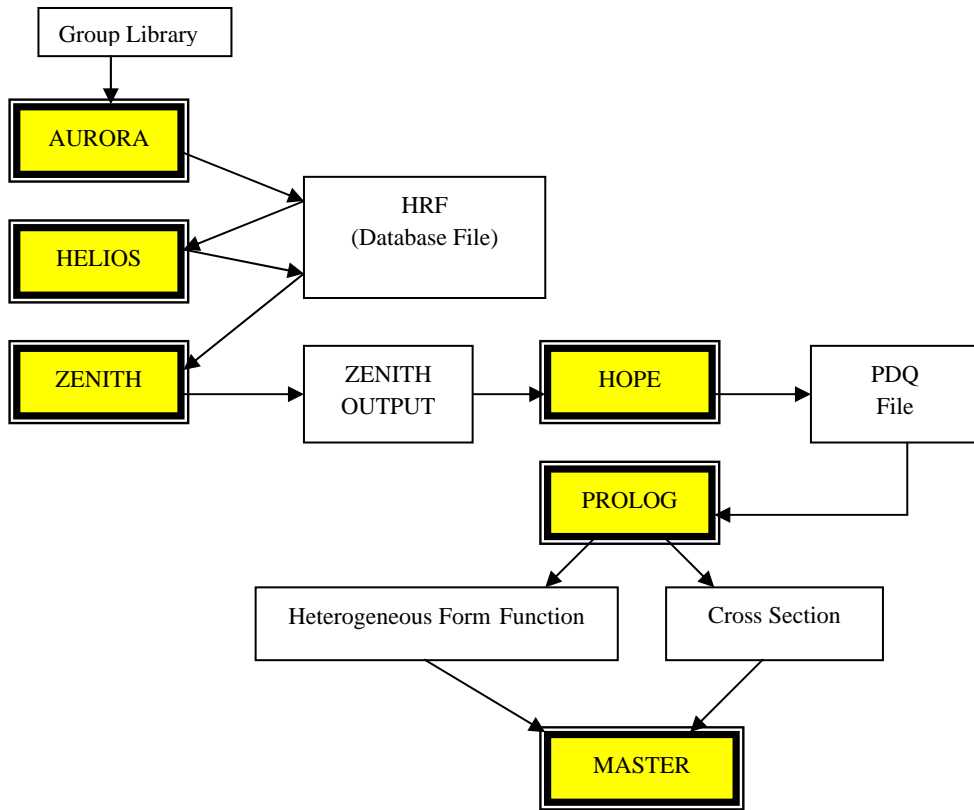 Group Library
AURORA
HRF
(Database File)
HELIOS
ZENITH
ZENITH
OUTPUT
HOPE
PDQ
File
PROLOG
Heterogeneous Form Function
Cross Section
MASTER